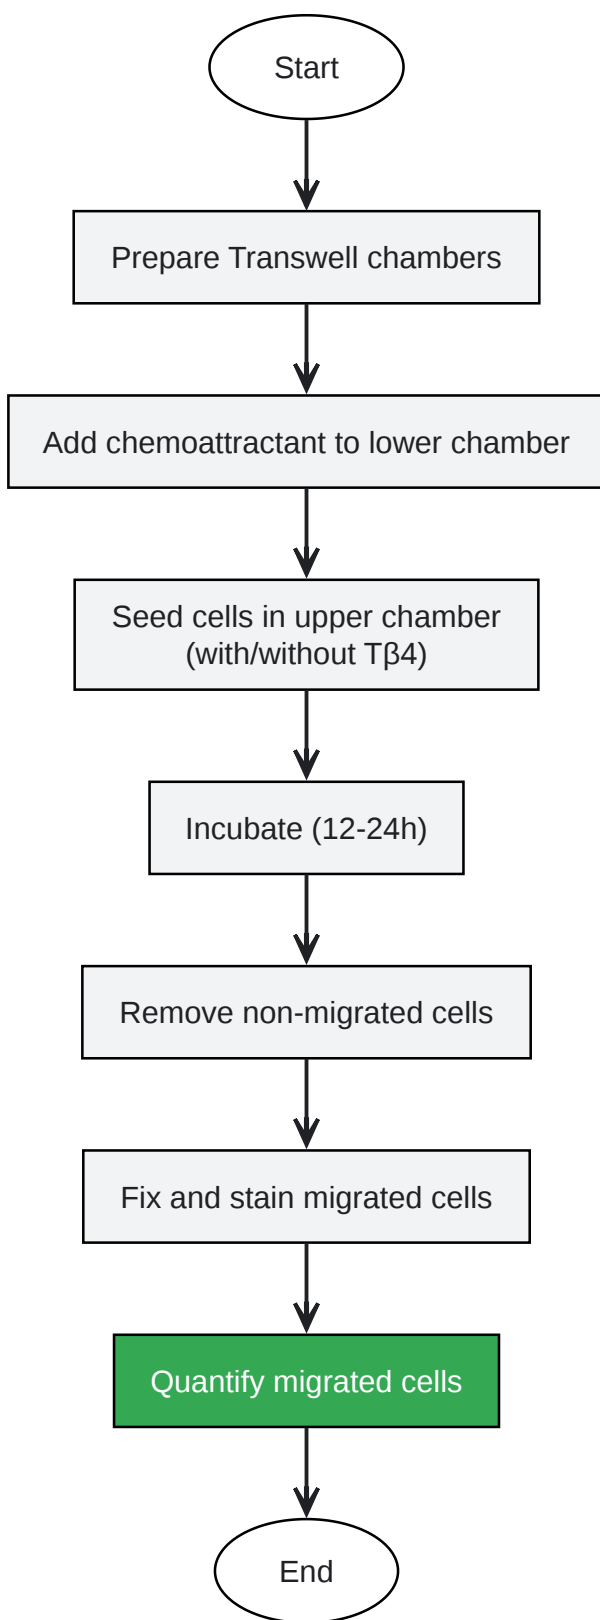 Start
Prepare Transwell chambers
Add chemoattractant to lower chamber
Seed cells in upper chamber
(with/without Tβ4)
Incubate (12-24h)
Remove non-migrated cells
Fix and stain migrated cells
Quantify migrated cells
End